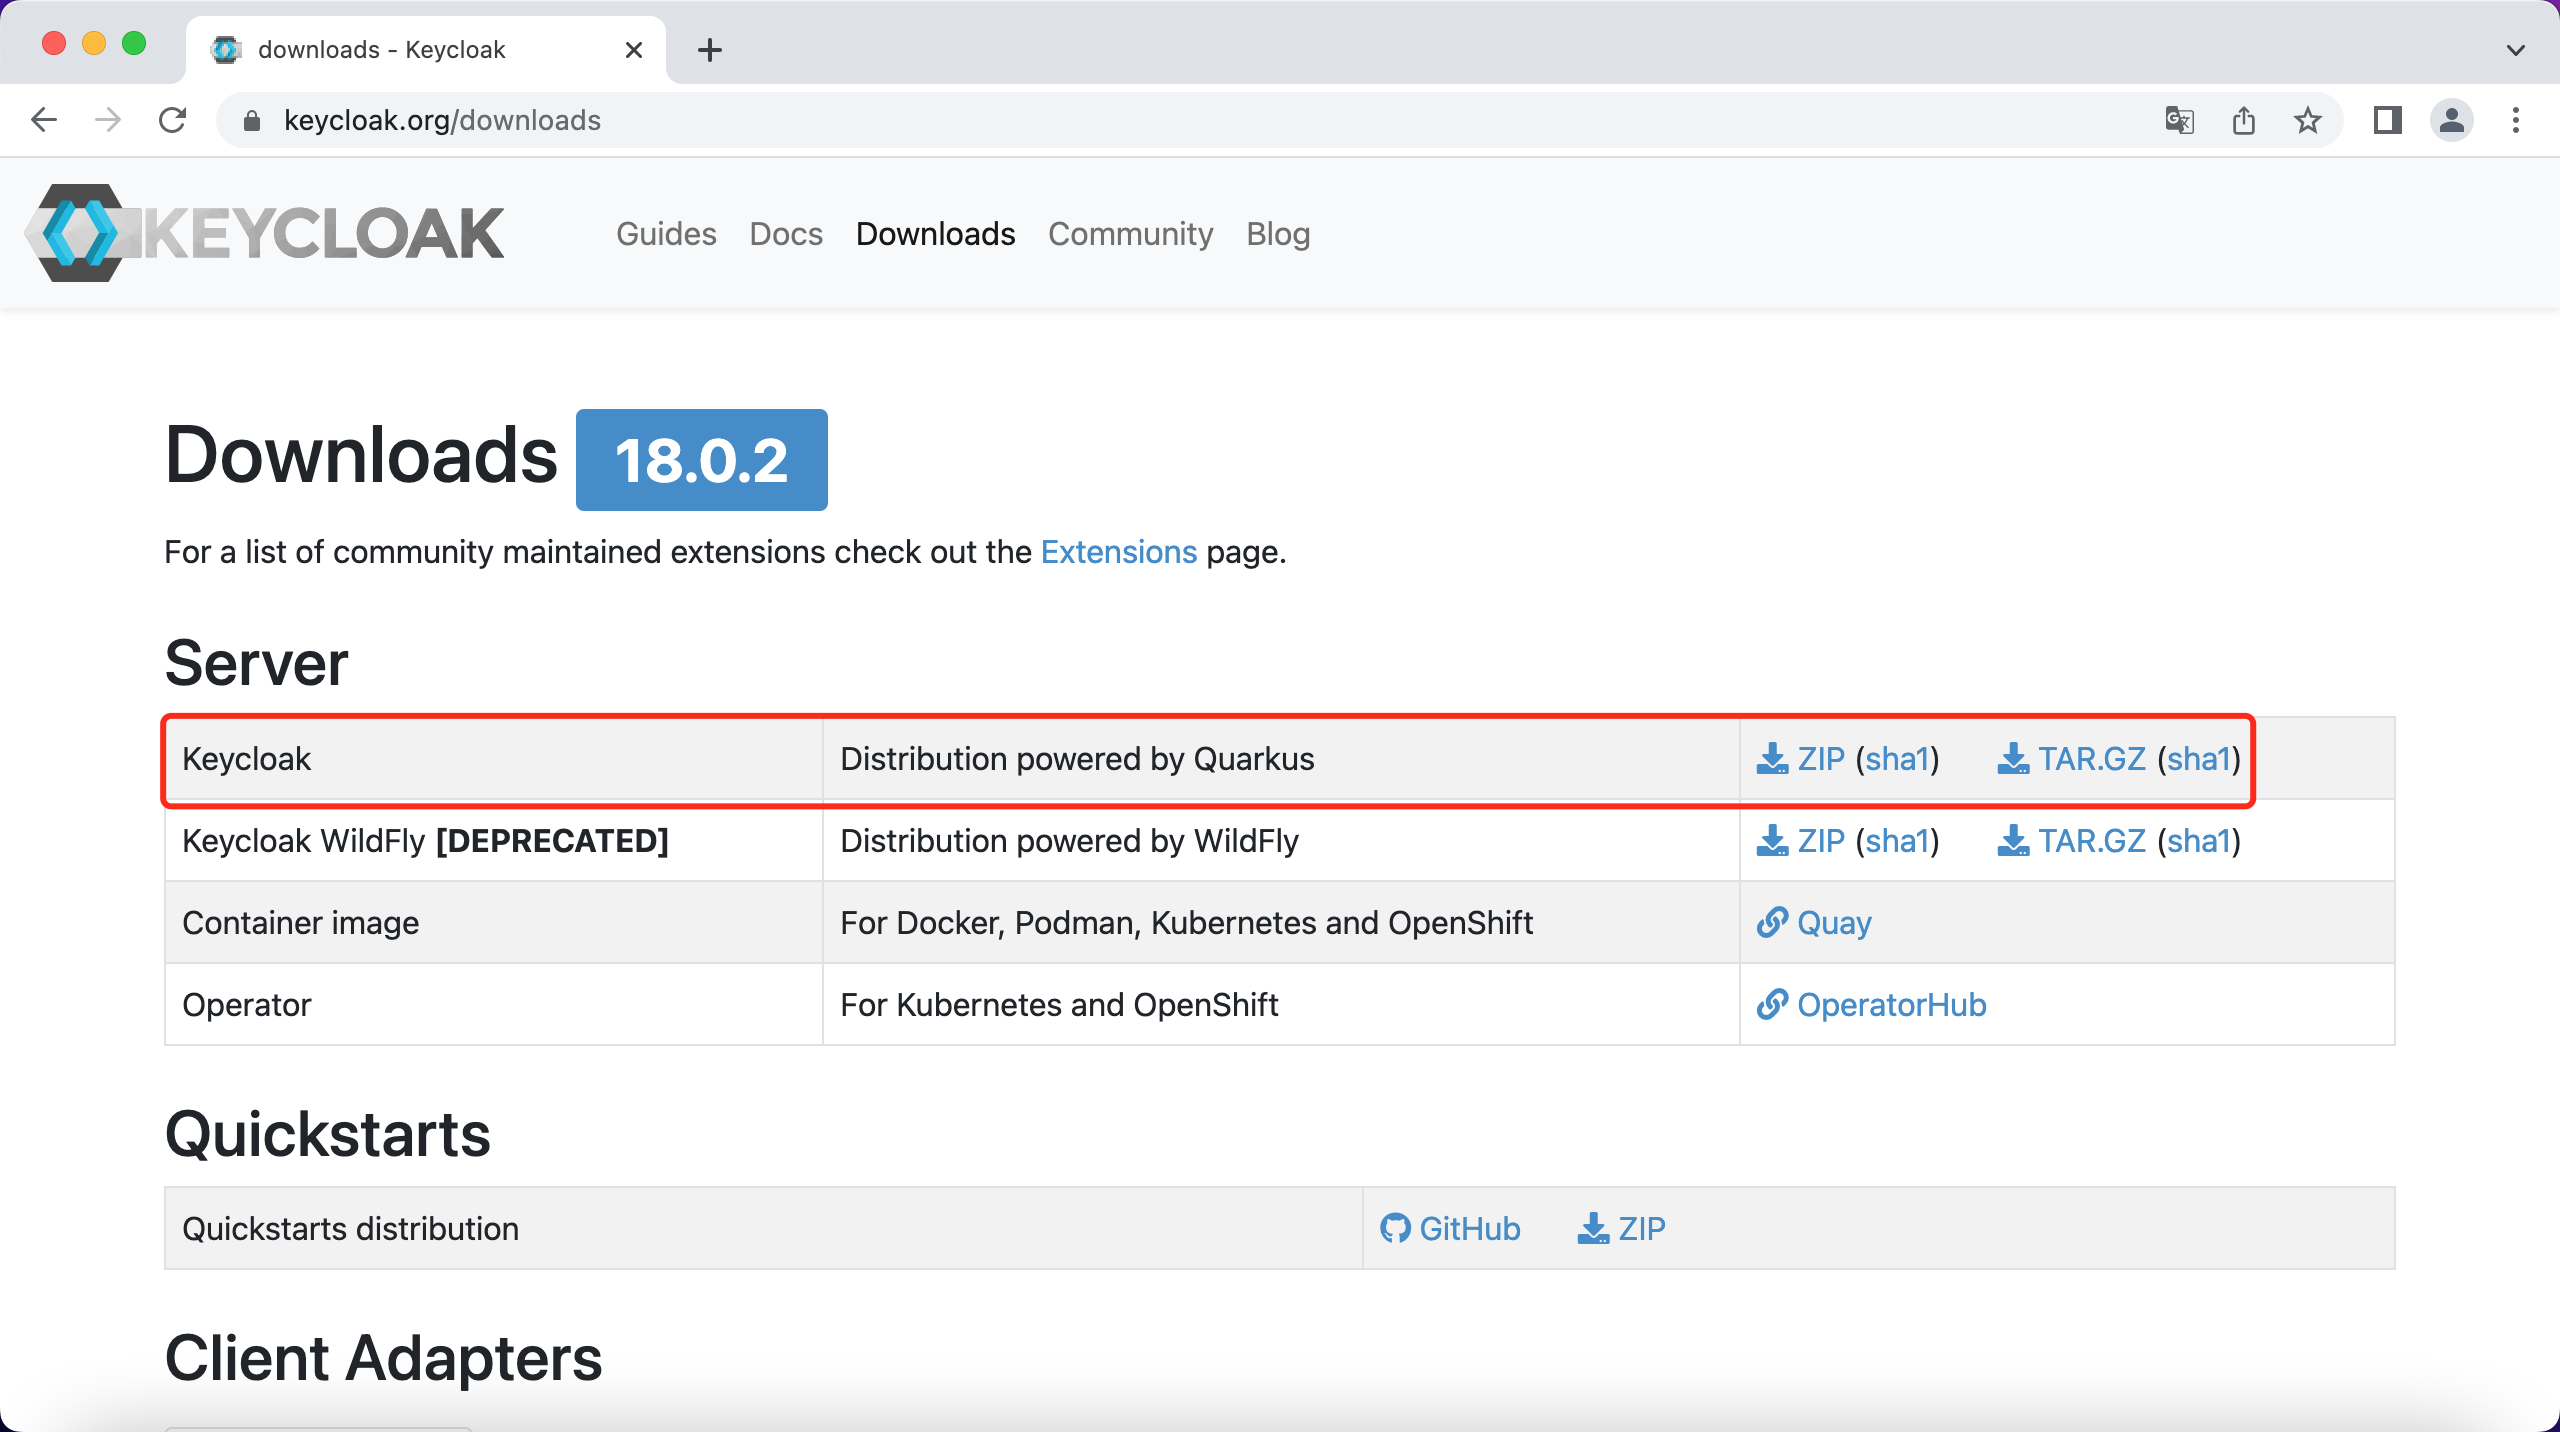 downloads - Keycloak
keycloak.org/downloads
KEYCLOAK Guides Docs Downloads Community Blog
Downloads 18.0.2
For a list of community maintained extensions check out the Extensions page.
Server
Keycloak Distribution powered by Quarkus ZIP (sha1) TAR.GZ (sha1)
Keycloak WildFly [DEPRECATED] Distribution powered by WildFly ZIP (sha1) TAR.GZ (sha1)
Container image For Docker, Podman, Kubernetes and OpenShift Quay
Operator For Kubernetes and OpenShift OperatorHub
Quickstarts
Quickstarts distribution GitHub ZIP
Client Adapters